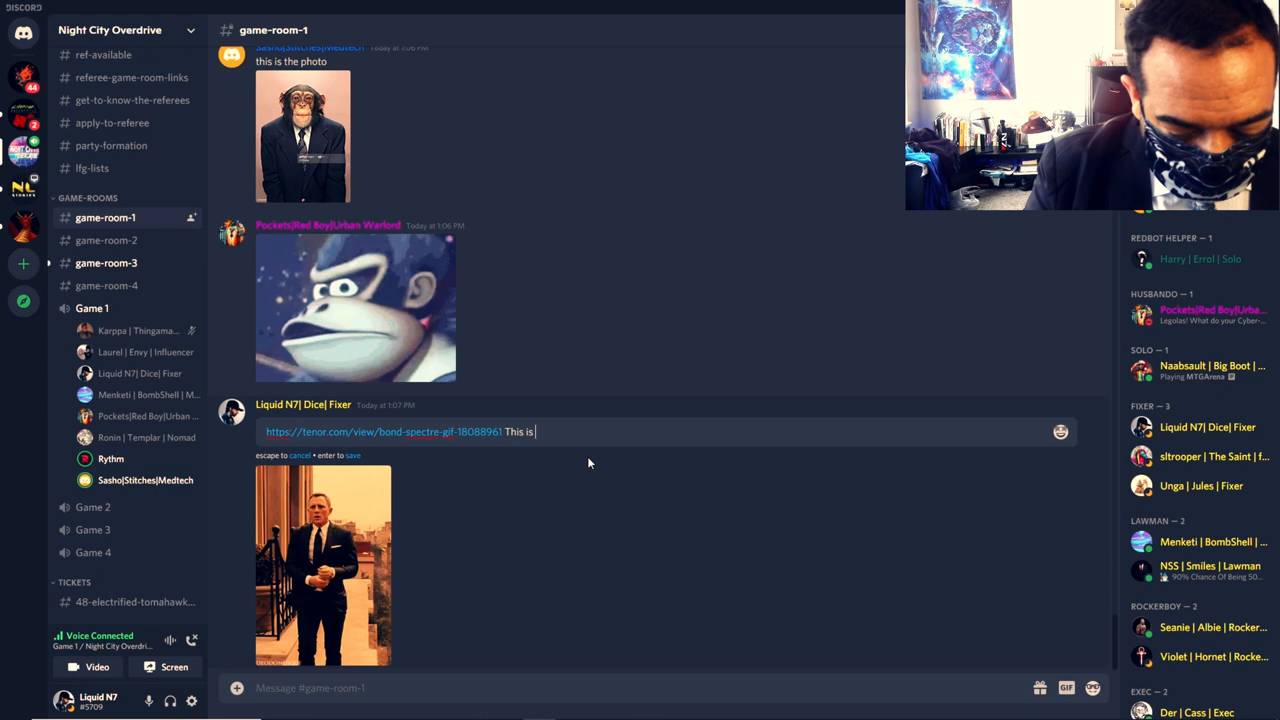 DISCORD
Night City Overdrive
ref-available
referee-game-room-links
get-to-know-the-referees
apply-to-referee
party-formation
lfg-lists
GAME-ROOMS
game-room-1
game-room-2
game-room-3
game-room-4
Game 1
Karppa | Thingama...
Laurel | Envy | Influencer
Liquid N7| Dice| Fixer
Menketi | BombShell | M...
Pockets|Red Boy|Urban ...
Ronin | Templar | Nomad
Rythm
Sasho|Stitches|Medtech
Game 2
Game 3
Game 4
TICKETS
48-electrified-tomahawk...
Voice Connected
Game 1 / Night City Overdri...
Video
Screen
Liquid N7
#5709
44
2
NL
game-room-1
Sasho|Stitches|Medtech Today at 1:06 PM
this is the photo
Pockets|Red Boy|Urban Warlord Today at 1:06 PM
Liquid N7| Dice| Fixer Today at 1:07 PM
https://tenor.com/view/bond-spectre-gif-18088961 This is
escape to cancel • enter to save
Message #game-room-1
GIF
REDBOT HELPER — 1
Harry | Errol | Solo
HUSBANDO — 1
Pockets|Red Boy|Urba...
Legolas! What do your Cyber-...
SOLO — 1
Naabsault | Big Boot | ...
Playing MTGArena
FIXER — 3
Liquid N7| Dice| Fixer
sltrooper | The Saint | f...
Unga | Jules | Fixer
LAWMAN — 2
Menketi | BombShell | ...
NSS | Smiles | Lawman
90% Chance Of Being 50...
ROCKERBOY — 2
Seanie | Albie | Rocker...
Violet | Hornet | Rocke...
EXEC — 2
Der | Cass | Exec